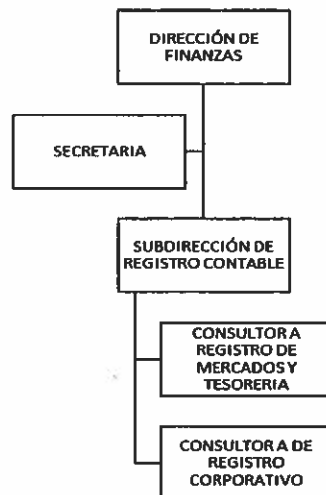 DIRECCIÓN DE
FINANZAS
SECRETARIA
SUBDIRECCIÓN DE
REGISTRO CONTABLE
CONSULTOR A
REGISTRO DE
MERCADOS Y
TESORERIA
CONSULTOR A DE
REGISTRO
CORPORATIVO